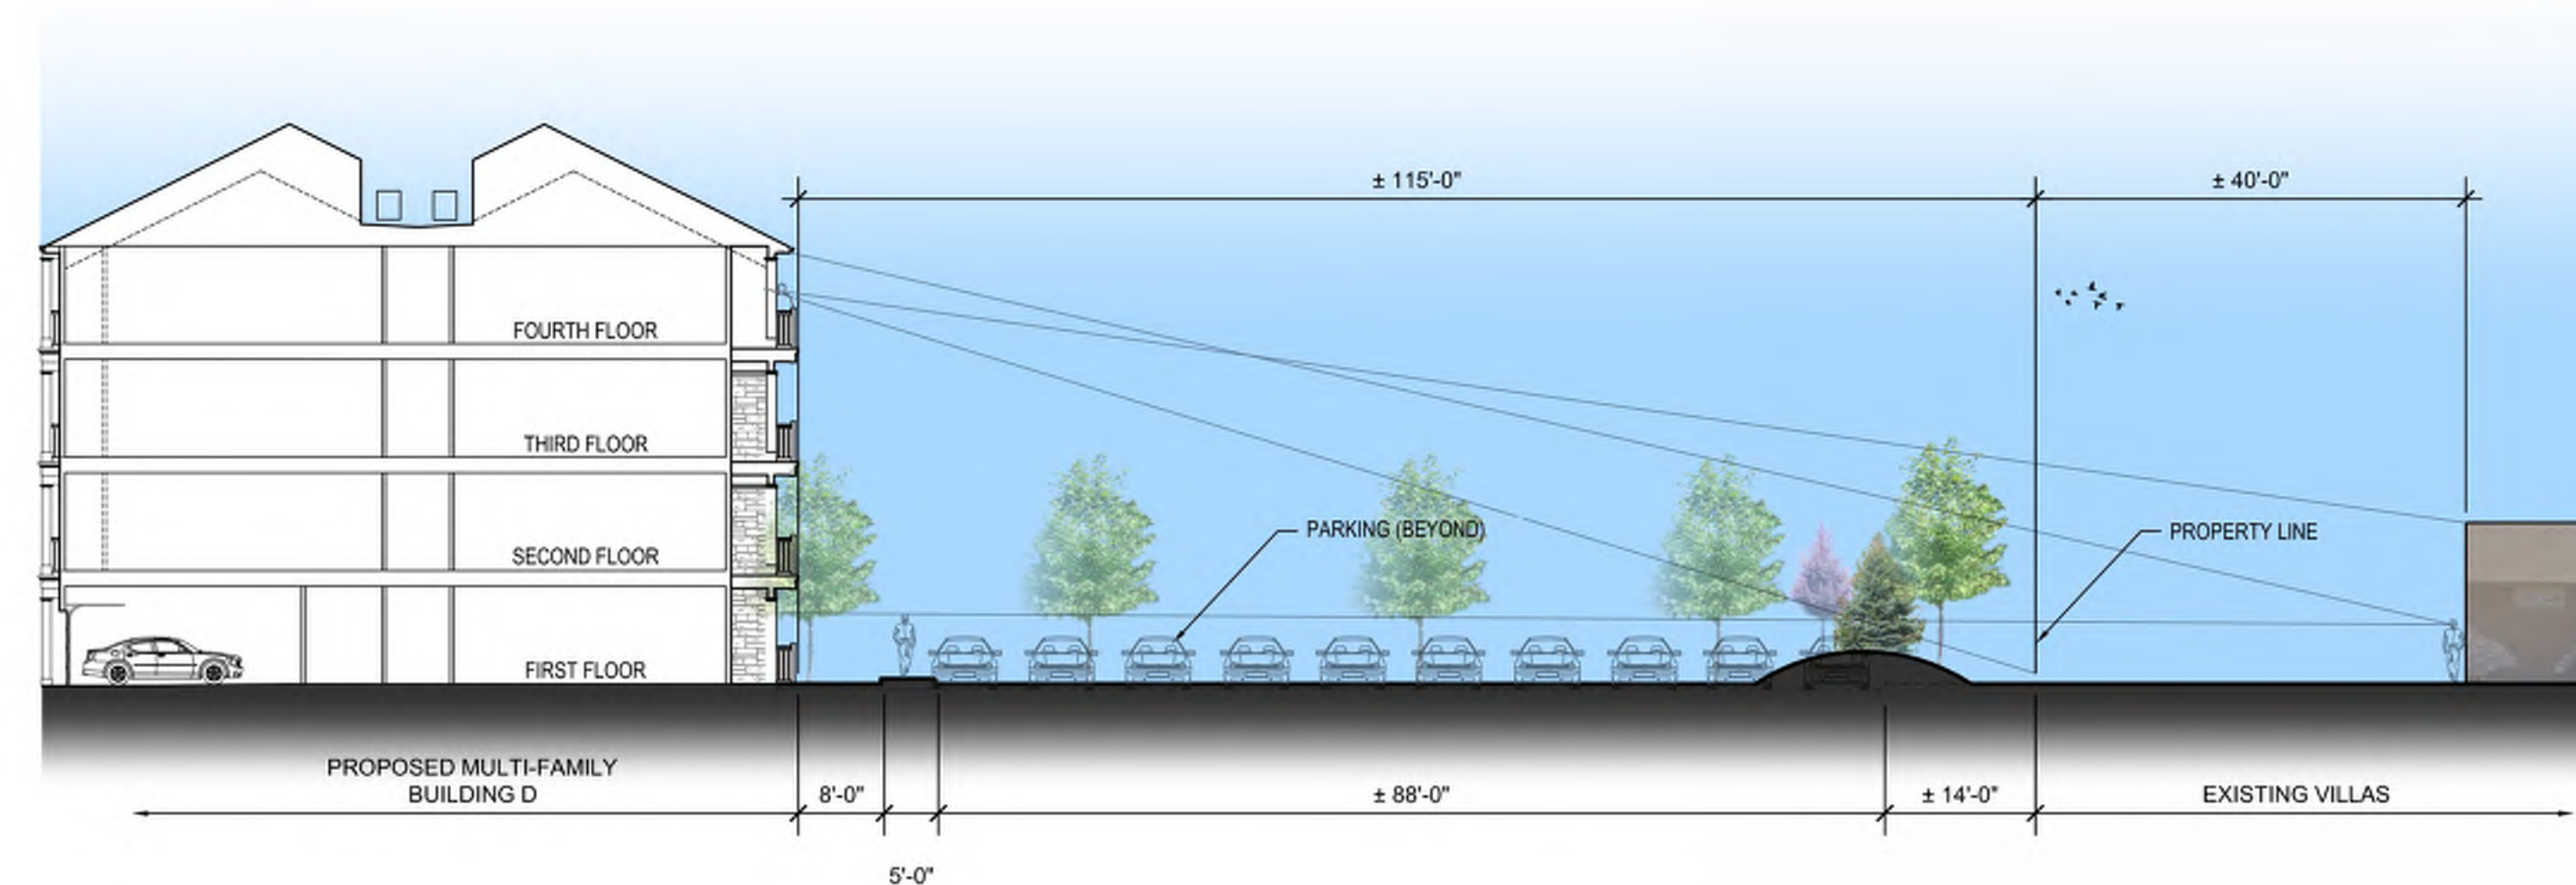 ± 115'-0"
± 40'-0"
FOURTH FLOOR
THIRD FLOOR
PARKING (BEYOND)
PROPERTY LINE
SECOND FLOOR
FIRST FLOOR
PROPOSED MULTI-FAMILY
BUILDING D
8'-0"
± 88'-0"
± 14'-0"
EXISTING VILLAS
5'-0"